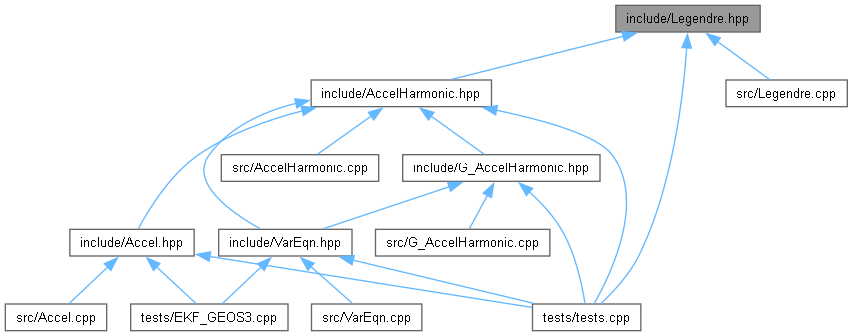 include/Legendre.hpp
include/AccelHarmonic.hpp
src/Legendre.cpp
src/AccelHarmonic.cpp
include/G_AccelHarmonic.hpp
include/Accel.hpp
include/VarEqn.hpp
src/G_AccelHarmonic.cpp
src/Accel.cpp
tests/EKF_GEOS3.cpp
src/VarEqn.cpp
tests/tests.cpp